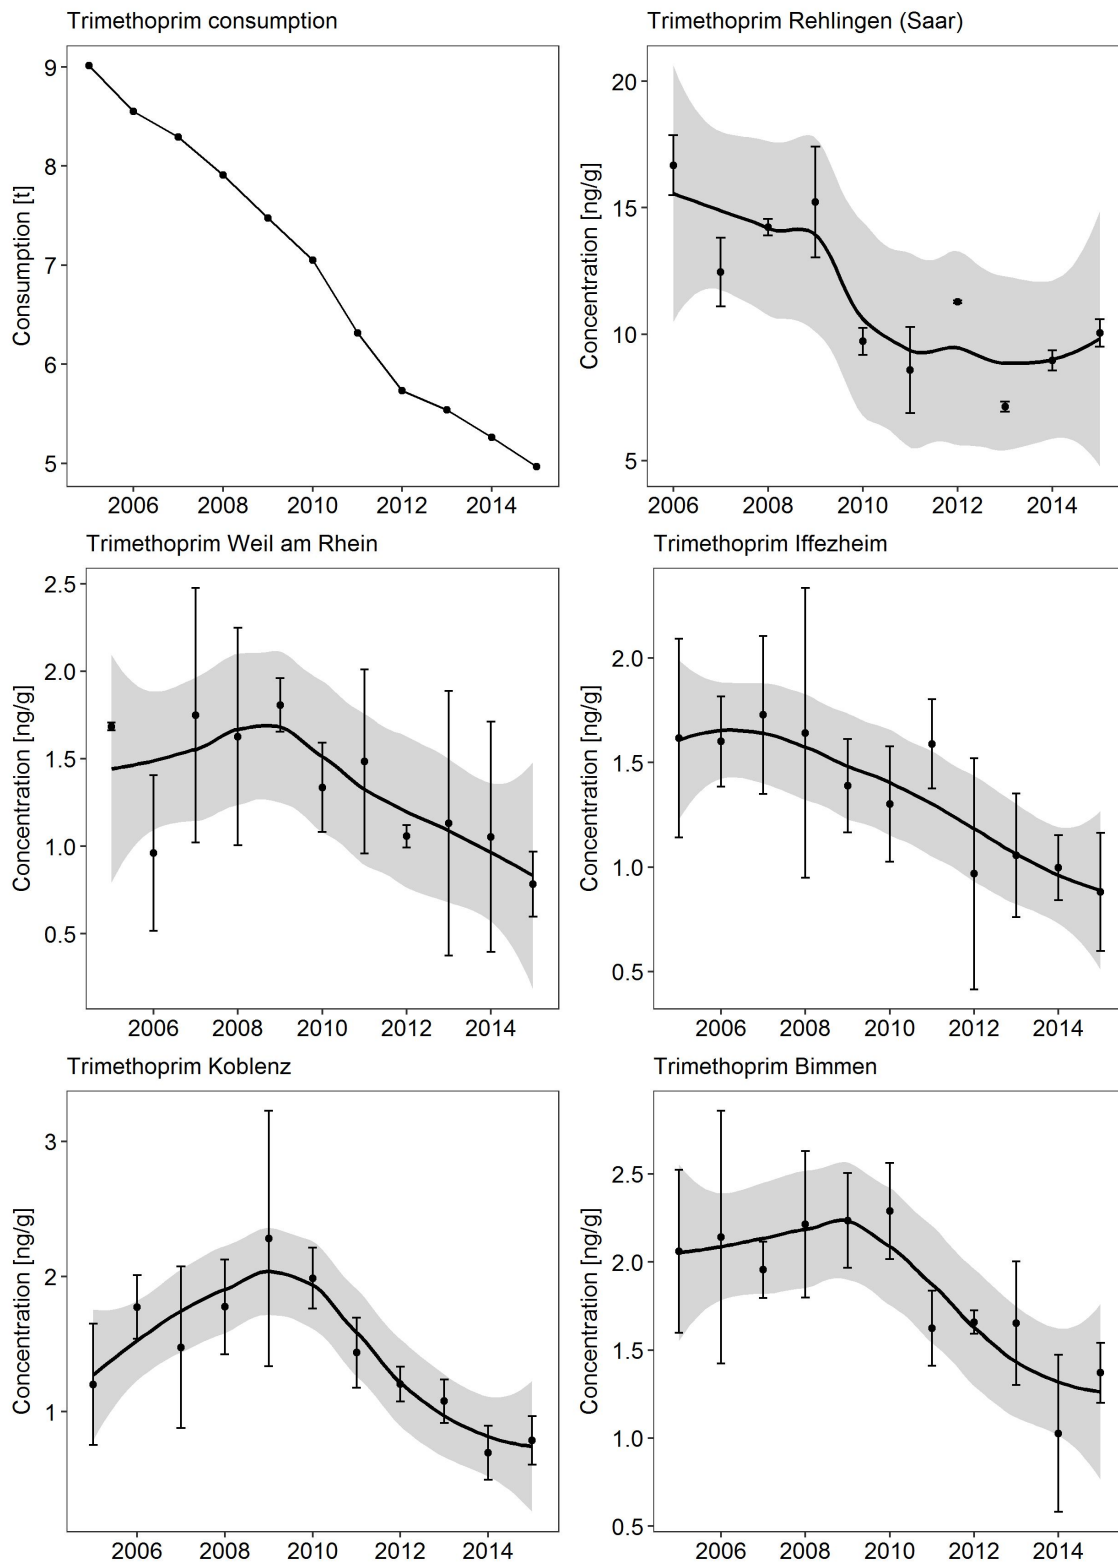 Trimethoprim consumption
Consumption [t]
9
8
7
6
5
2006 2008 2010 2012 2014
Trimethoprim Rehlingen (Saar)
Concentration [ng/g]
20
15
10
5
2006 2008 2010 2012 2014
Trimethoprim Weil am Rhein
Concentration [ng/g]
2.5
2.0
1.5
1.0
0.5
2006 2008 2010 2012 2014
Trimethoprim Iffezheim
Concentration [ng/g]
2.0
1.5
1.0
0.5
2006 2008 2010 2012 2014
Trimethoprim Koblenz
Concentration [ng/g]
3
2
1
2006 2008 2010 2012 2014
Trimethoprim Bimmen
Concentration [ng/g]
2.5
2.0
1.5
1.0
0.5
2006 2008 2010 2012 2014